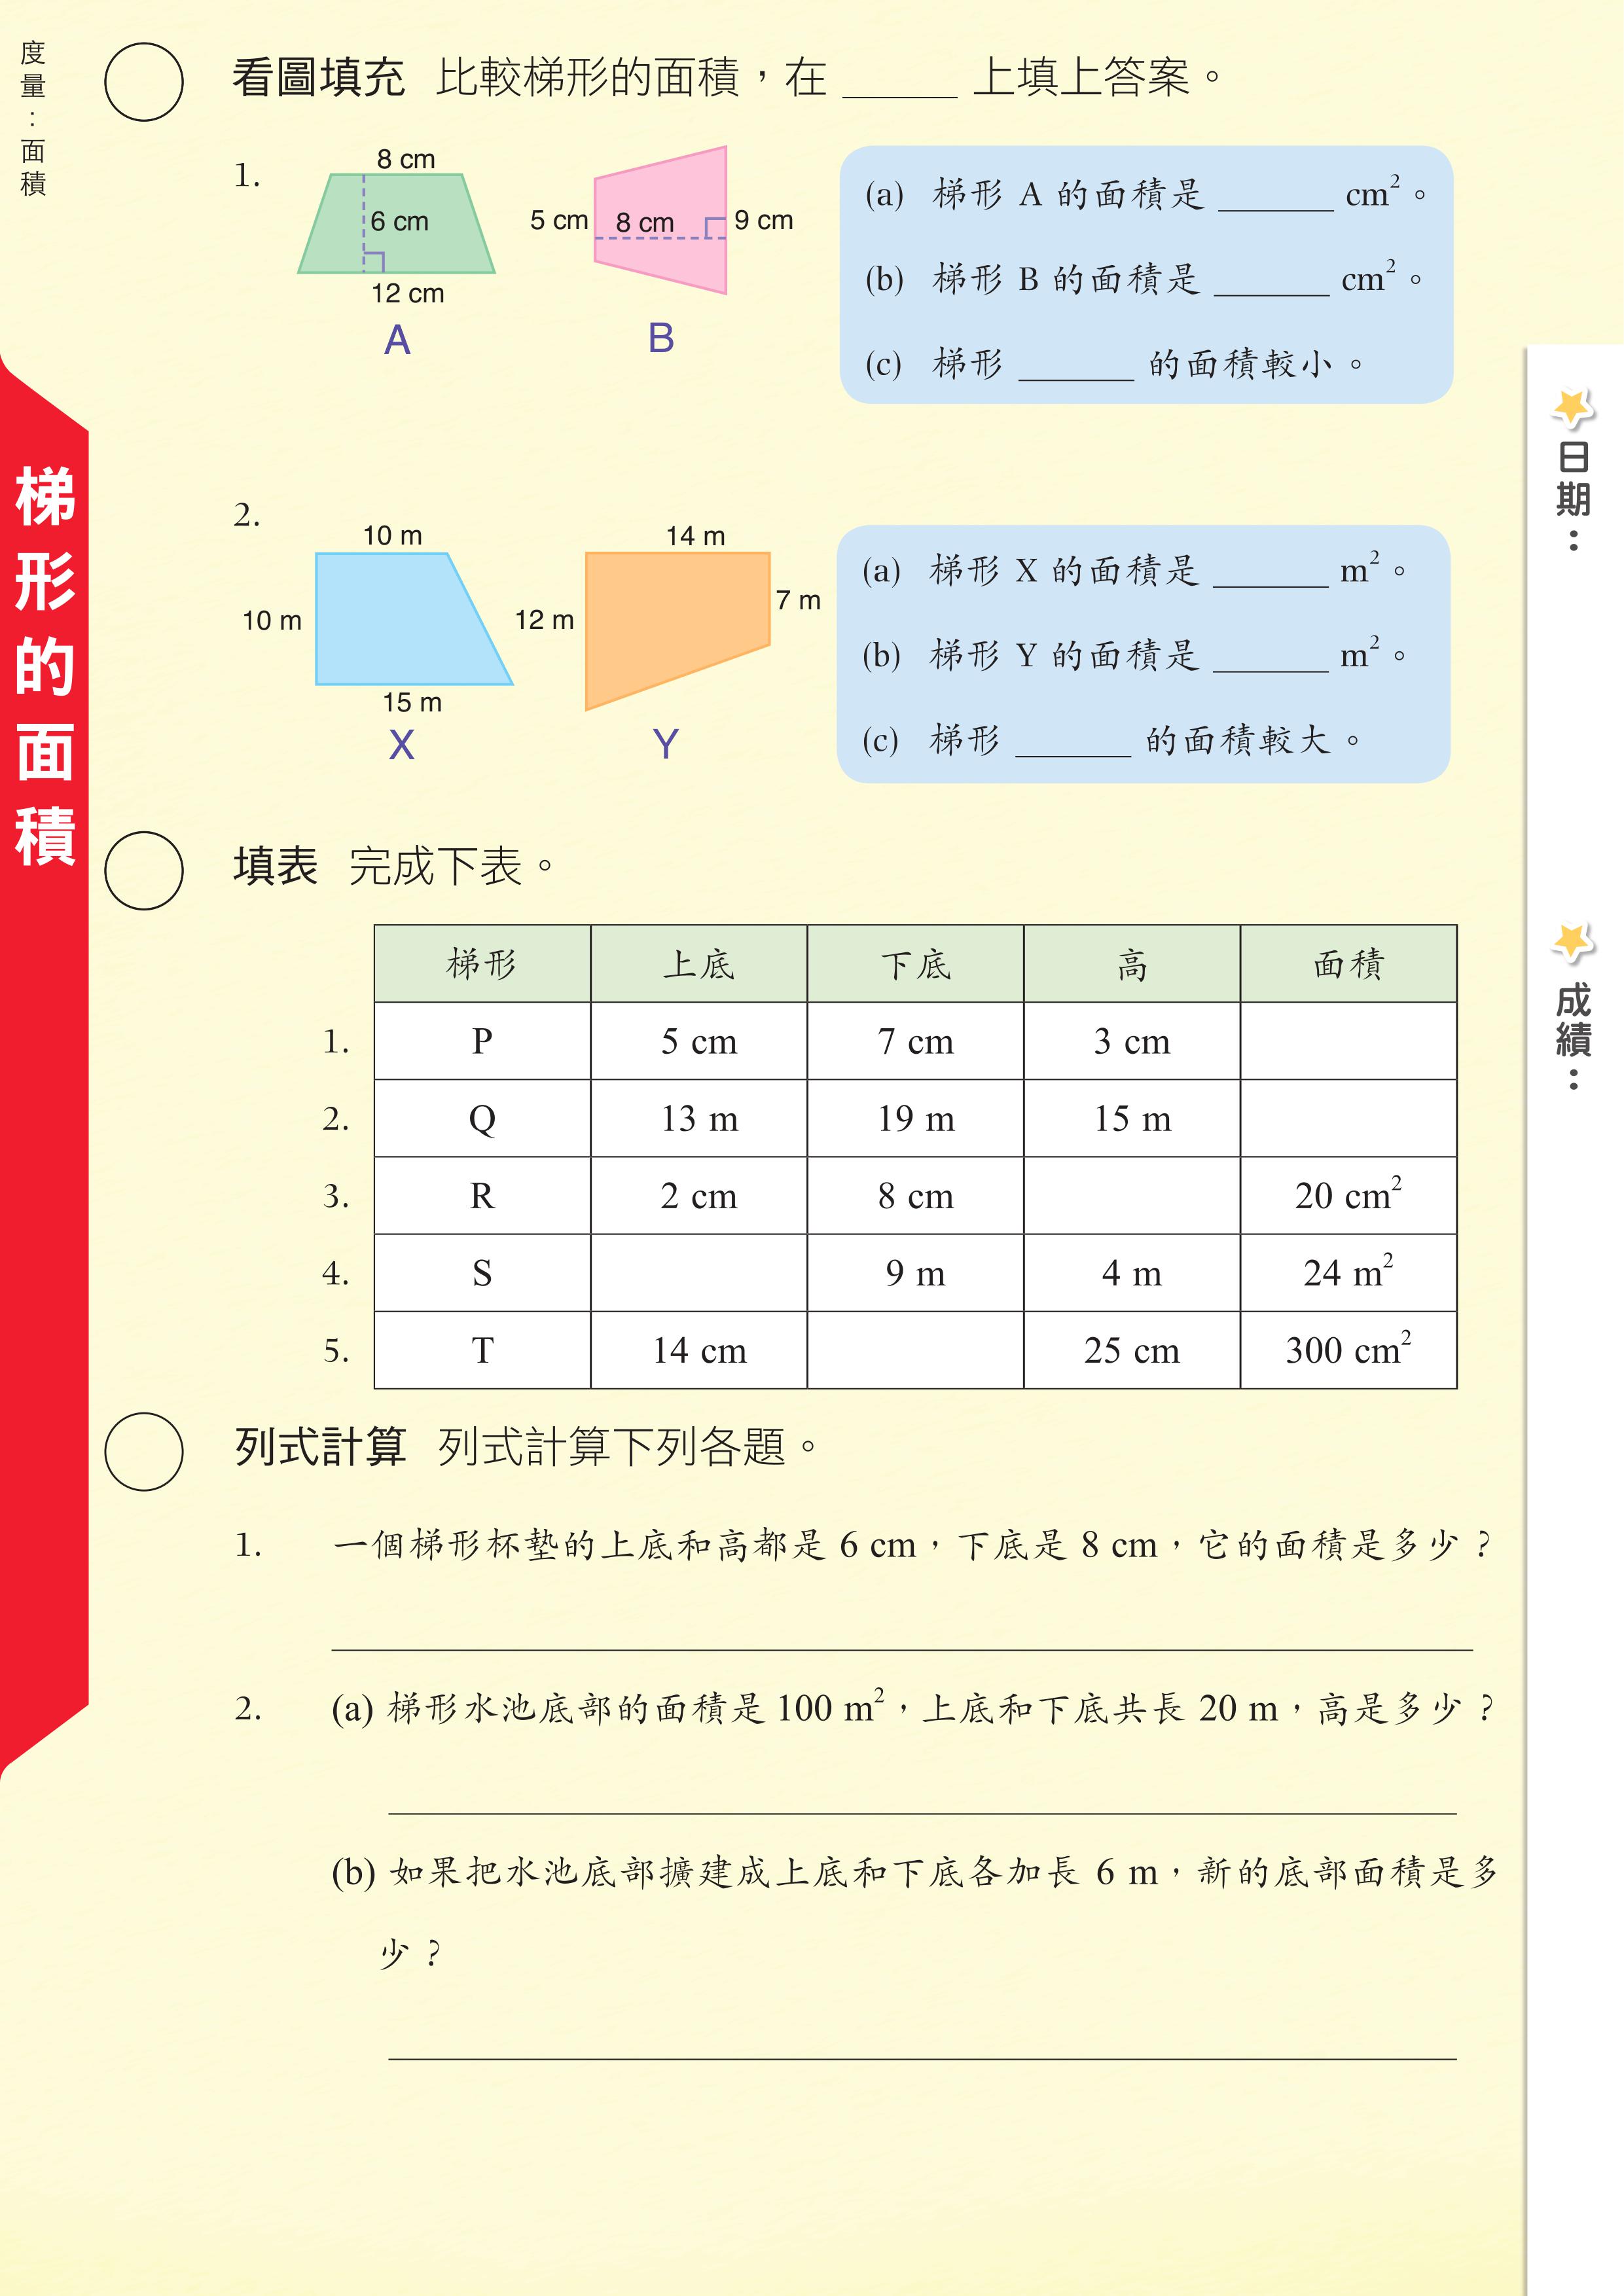 度量：面積
梯形的面積
看圖填充 比較梯形的面積，在 ______ 上填上答案。
1.
8 cm
6 cm
12 cm
A
5 cm
8 cm
9 cm
B
(a) 梯形 A 的面積是 ______ cm²。
(b) 梯形 B 的面積是 ______ cm²。
(c) 梯形 ______ 的面積較小。
2.
10 m
10 m
15 m
X
14 m
12 m
7 m
Y
(a) 梯形 X 的面積是 ______ m²。
(b) 梯形 Y 的面積是 ______ m²。
(c) 梯形 ______ 的面積較大。
填表 完成下表。
梯形 上底 下底 高 面積
1. P 5 cm 7 cm 3 cm
2. Q 13 m 19 m 15 m
3. R 2 cm 8 cm 20 cm²
4. S 9 m 4 m 24 m²
5. T 14 cm 25 cm 300 cm²
列式計算 列式計算下列各題。
1. 一個梯形杯墊的上底和高都是 6 cm，下底是 8 cm，它的面積是多少？
2. (a) 梯形水池底部的面積是 100 m²，上底和下底共長 20 m，高是多少？
(b) 如果把水池底部擴建成上底和下底各加長 6 m，新的底部面積是多
少？
日期：
成績：